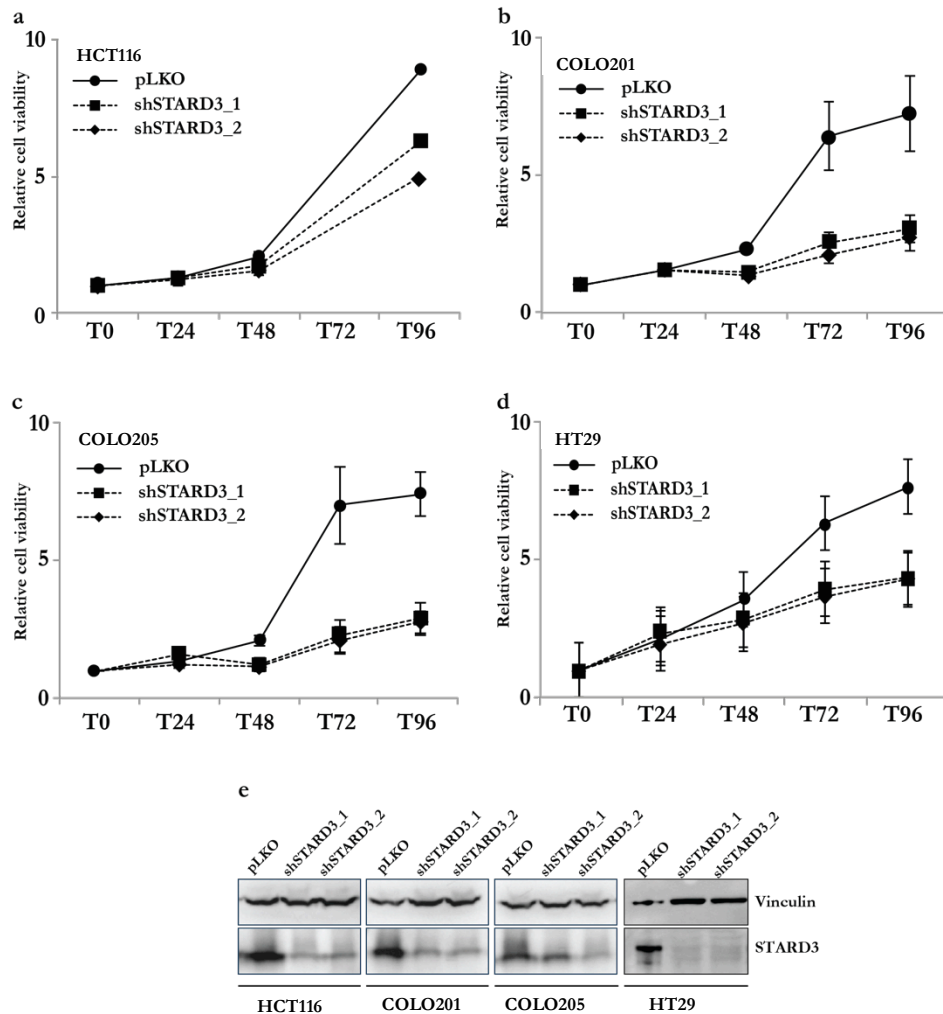 a
10
5
0
Relative cell viability
HCT116
pLKO
shSTARD3_1
shSTARD3_2
T0 T24 T48 T72 T96
b
10
5
0
Relative cell viability
COLO201
pLKO
shSTARD3_1
shSTARD3_2
T0 T24 T48 T72 T96
c
10
5
0
Relative cell viability
COLO205
pLKO
shSTARD3_1
shSTARD3_2
T0 T24 T48 T72 T96
d
10
5
0
Relative cell viability
HT29
pLKO
shSTARD3_1
shSTARD3_2
T0 T24 T48 T72 T96
e
pLKO shSTARD3_1 shSTARD3_2 pLKO shSTARD3_1 shSTARD3_2 pLKO shSTARD3_1 shSTARD3_2 pLKO shSTARD3_1 shSTARD3_2
Vinculin
STARD3
HCT116 COLO201 COLO205 HT29